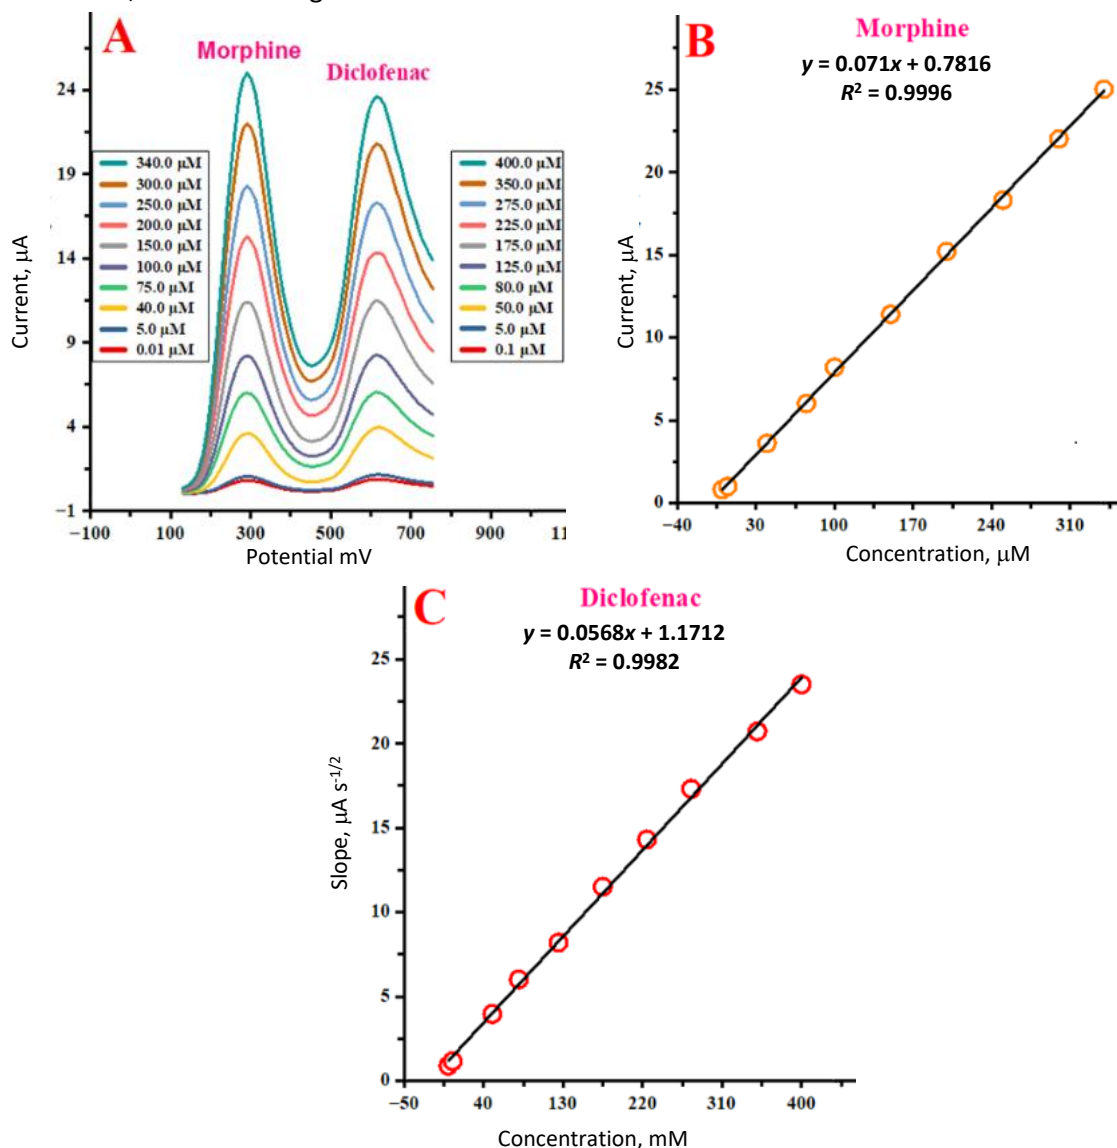 A
Morphine
Diclofenac
24
19
14
9
4
−1
340.0 μM
300.0 μM
250.0 μM
200.0 μM
150.0 μM
100.0 μM
75.0 μM
40.0 μM
5.0 μM
0.01 μM
400.0 μM
350.0 μM
275.0 μM
225.0 μM
175.0 μM
125.0 μM
80.0 μM
50.0 μM
5.0 μM
0.1 μM
Current, μA
−100 100 300 500 700 900 11
Potential mV
B
Morphine
y = 0.071x + 0.7816
R² = 0.9996
25
20
15
10
5
0
Current, μA
−40 30 100 170 240 310
Concentration, μM
C
Diclofenac
y = 0.0568x + 1.1712
R² = 0.9982
25
20
15
10
5
0
Slope, μA s⁻¹/²
−50 40 130 220 310 400
Concentration, mM